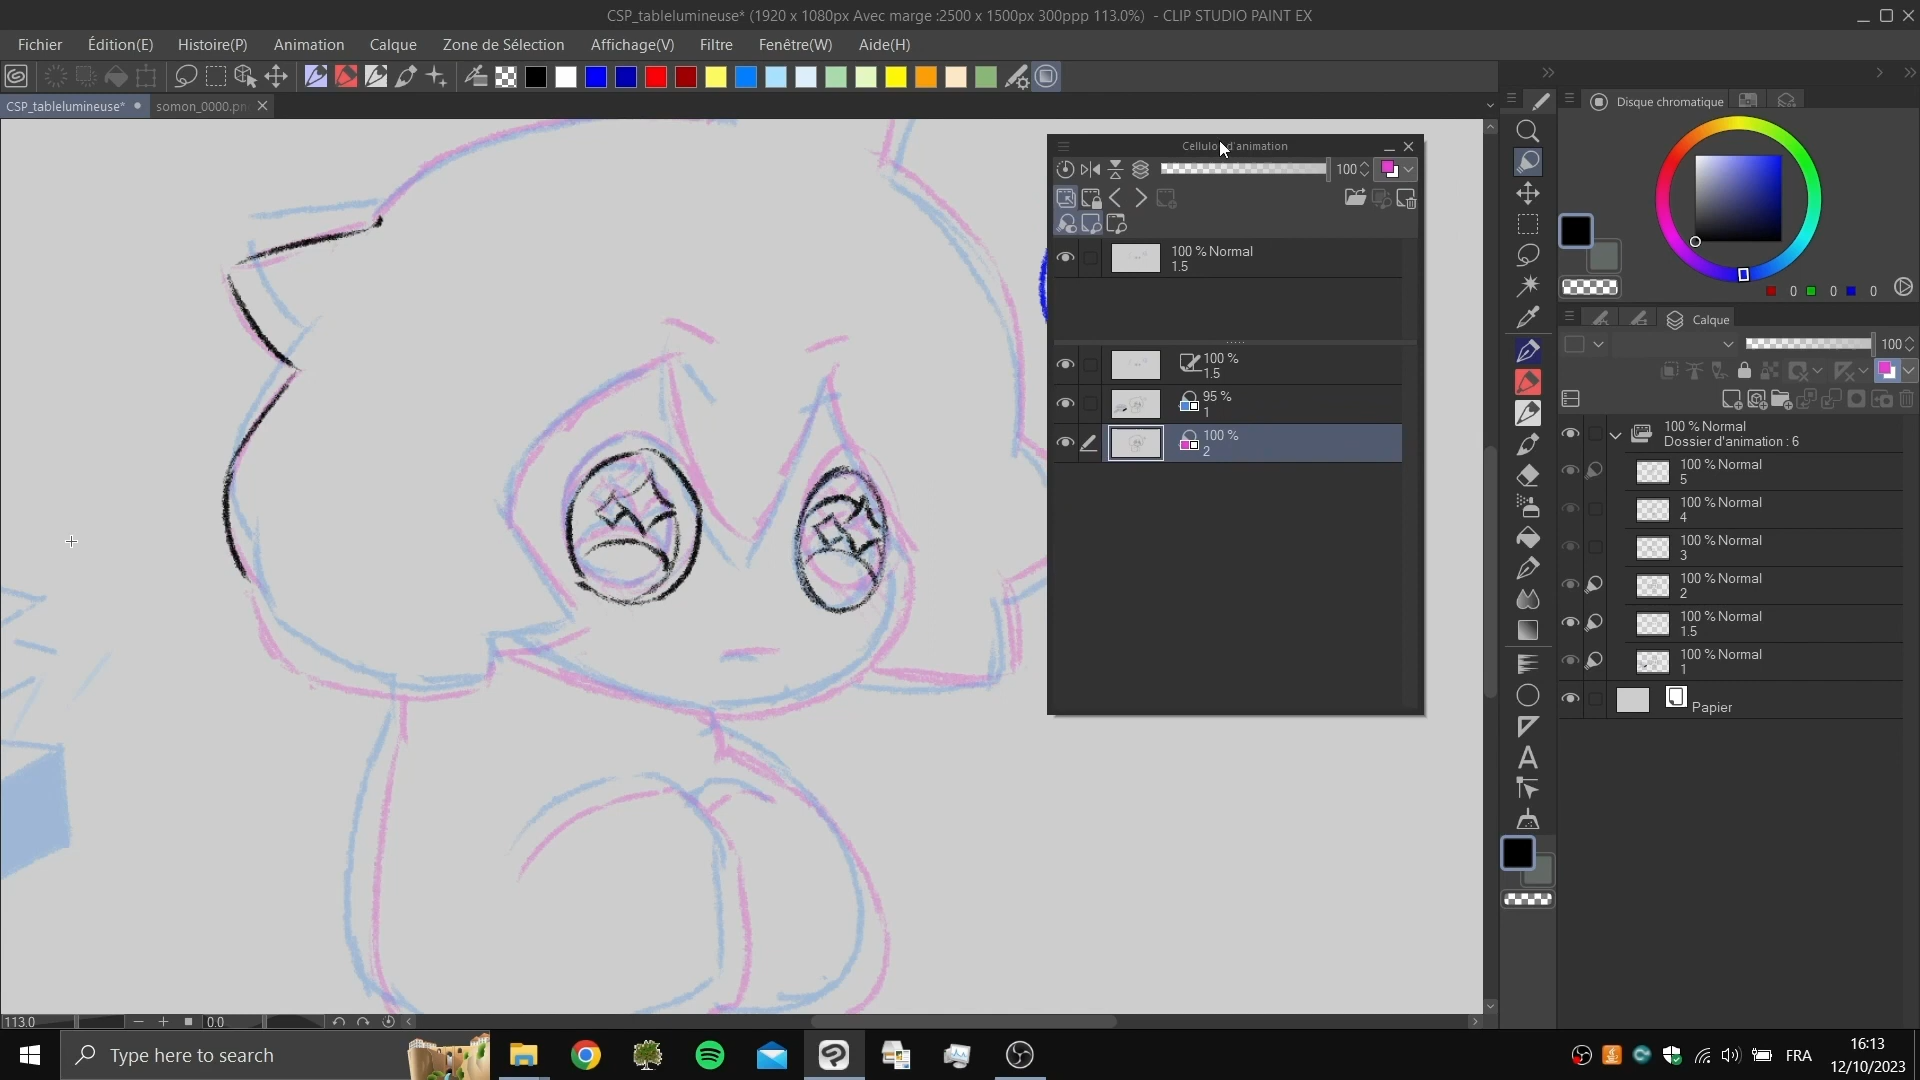 CSP_tablelumineuse* (1920 x 1080px Avec marge :2500 x 1500px 300ppp 113.0%) - CLIP STUDIO PAINT EX
Fichier Édition(E) Histoire(P) Animation Calque Zone de Sélection Affichage(V) Filtre Fenêtre(W) Aide(H)
CSP_tablelumineuse* somon_0000.pn
Disque chromatique
Cellulo d'animation
100
100 % Normal
1.5
100 %
1.5
95 %
1
100 %
2
0 0 0
Calque
100
100 % Normal
Dossier d'animation : 6
100 % Normal
5
100 % Normal
4
100 % Normal
3
100 % Normal
2
100 % Normal
1.5
100 % Normal
1
Papier
A
113.0 0.0
Type here to search
FRA
16:13
12/10/2023